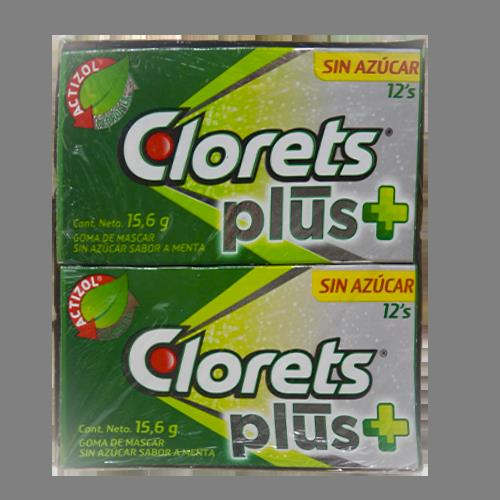 ACTIZOL®
SIN AZÚCAR
12's
Clorets®
plus+
Cont. Neto. 15,6 g
GOMA DE MASCAR
SIN AZÚCAR SABOR A MENTA
ACTIZOL®
SIN AZÚCAR
12's
Clorets®
plus+
Cont. Neto. 15,6 g.
GOMA DE MASCAR
SIN AZÚCAR SABOR A MENTA